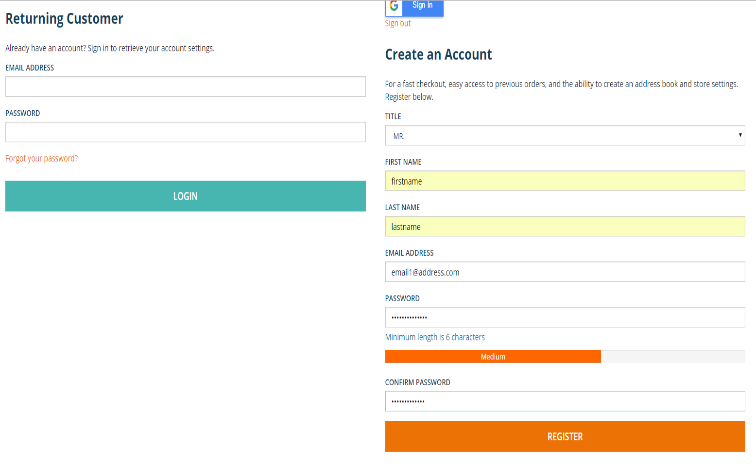 Returning Customer
Already have an account? Sign in to retrieve your account settings.
EMAIL ADDRESS
PASSWORD
Forgot your password?
LOGIN
G Sign in
Sign out
Create an Account
For a fast checkout, easy access to previous orders, and the ability to create an address book and store settings.
Register below.
TITLE
MR.
FIRST NAME
firstname
LAST NAME
lastname
EMAIL ADDRESS
email1@address.com
PASSWORD
••••••••••••••
Minimum length is 6 characters
Medium
CONFIRM PASSWORD
•••••••••••••
REGISTER